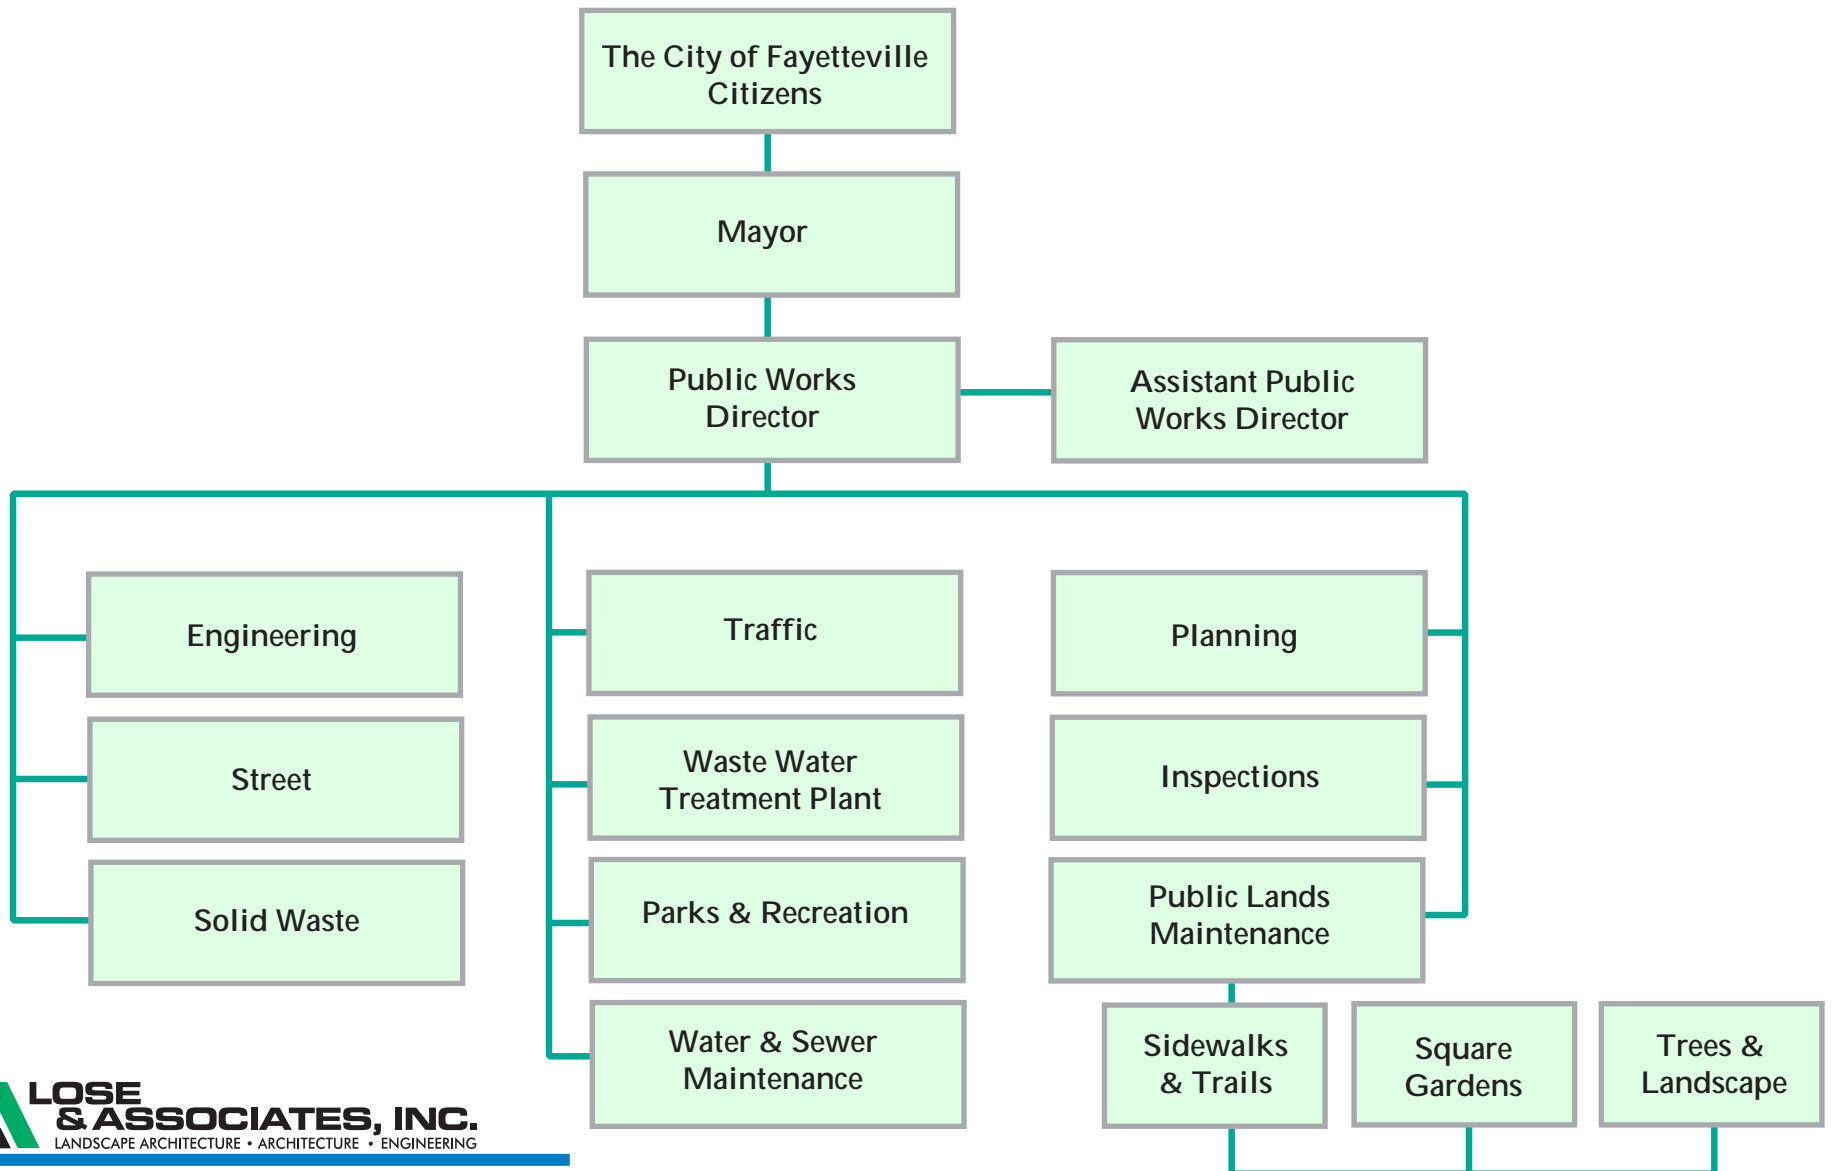 The City of Fayetteville
Citizens
Mayor
Public Works
Director
Assistant Public
Works Director
Engineering
Street
Solid Waste
Traffic
Waste Water
Treatment Plant
Parks & Recreation
Water & Sewer
Maintenance
Planning
Inspections
Public Lands
Maintenance
Sidewalks
& Trails
Square
Gardens
Trees &
Landscape
LOSE
& ASSOCIATES, INC.
LANDSCAPE ARCHITECTURE • ARCHITECTURE • ENGINEERING